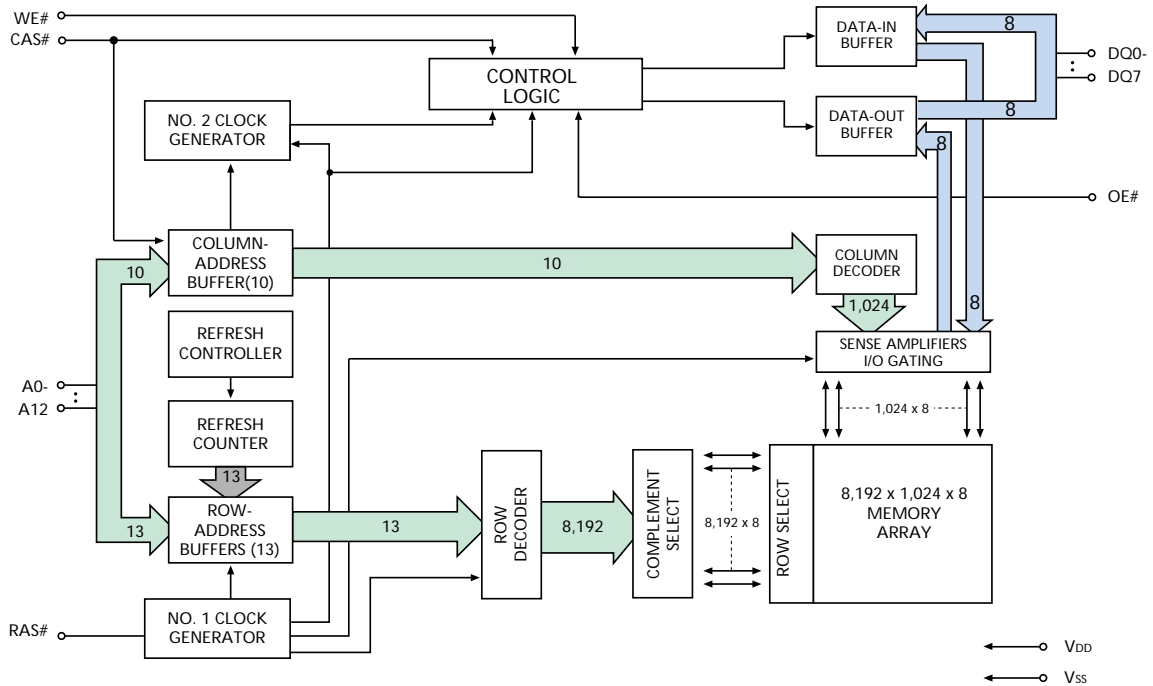 WE#
CAS#
CONTROL
LOGIC
DATA-IN
BUFFER
8
DQ0-
:
DQ7
NO. 2 CLOCK
GENERATOR
DATA-OUT
BUFFER
8
8
OE#
COLUMN-
ADDRESS
BUFFER(10)
10
10
COLUMN
DECODER
1,024
8
REFRESH
CONTROLLER
SENSE AMPLIFIERS
I/O GATING
A0-
:
A12
1,024 x 8
REFRESH
COUNTER
13
ROW-
ADDRESS
BUFFERS (13)
13
13
ROW
DECODER
8,192
COMPLEMENT
SELECT
8,192 x 8
ROW SELECT
8,192 x 1,024 x 8
MEMORY
ARRAY
RAS#
NO. 1 CLOCK
GENERATOR
VDD
VSS